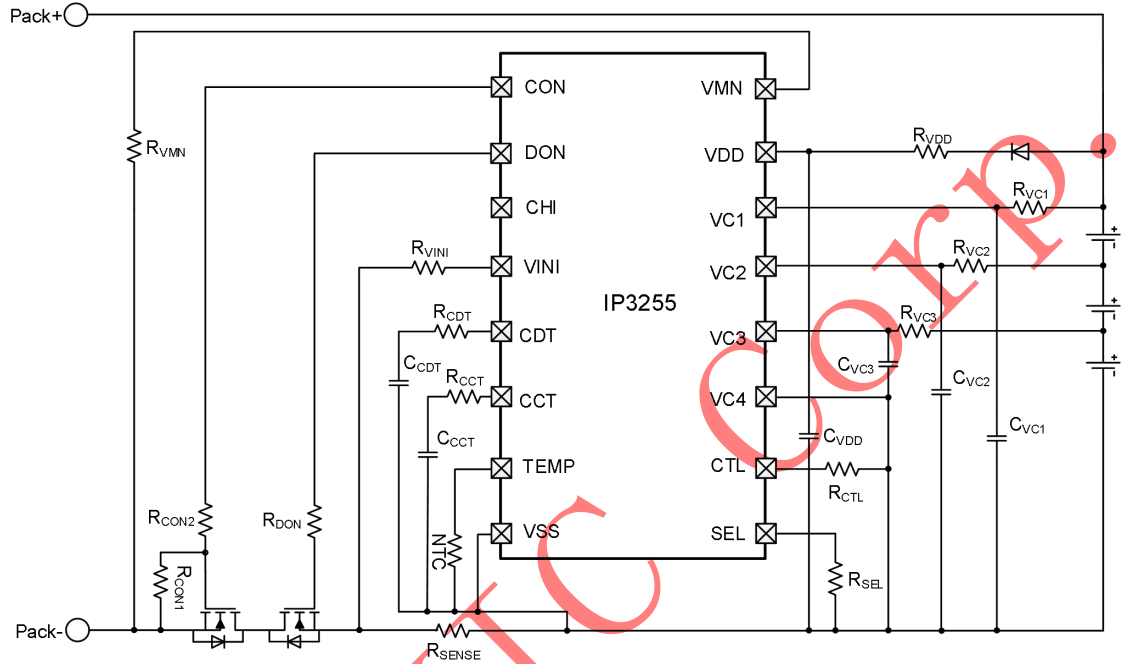 Pack+
CON
VMN
RVMN
RVDD
DON
VDD
CHI
VC1
RVC1
+
-
RVINI
VINI
VC2
RVC2
IP3255
RCDT
CDT
VC3
RVC3
+
-
CCDT
RCCT
CCT
VC4
CVC3
+
-
CVC2
CCCT
CVDD
CVC1
TEMP
CTL
RCTL
RCON2
RDON
NTC
VSS
SEL
RCON1
RSEL
Pack-
RSENSE
TC Corp.